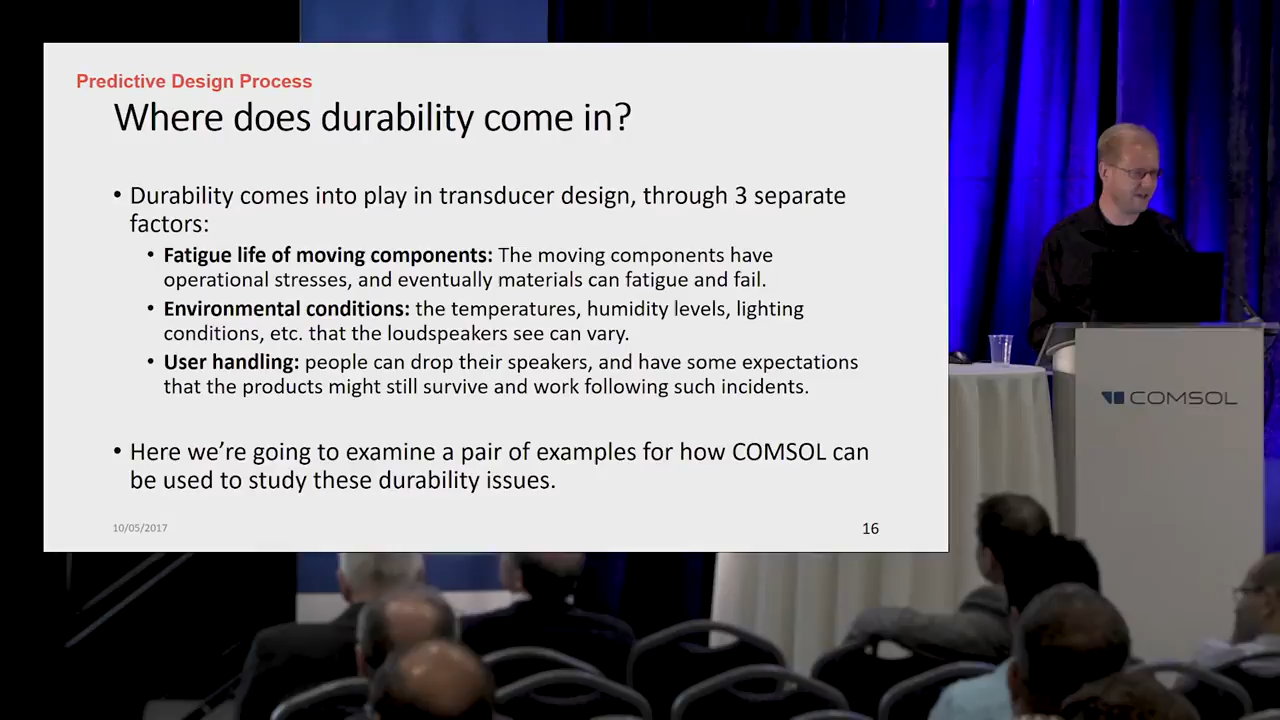 Predictive Design Process
Where does durability come in?
• Durability comes into play in transducer design, through 3 separate
factors:
• Fatigue life of moving components: The moving components have
operational stresses, and eventually materials can fatigue and fail.
• Environmental conditions: the temperatures, humidity levels, lighting
conditions, etc. that the loudspeakers see can vary.
• User handling: people can drop their speakers, and have some expectations
that the products might still survive and work following such incidents.
• Here we’re going to examine a pair of examples for how COMSOL can
be used to study these durability issues.
10/05/2017
16
COMSOL